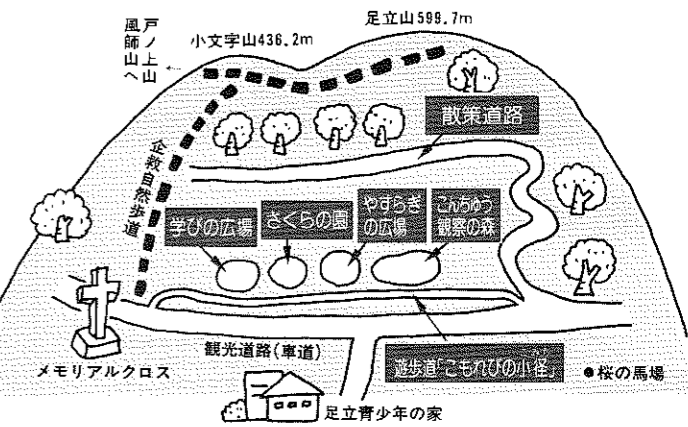 足立山599.7m
小文字山436.2m
戸ノ上山
風師山へ
散策道路
企救自然歩道
学びの広場
さくらの園
やすらぎ
の広場
こんちゅう
観察の森
観光道路(車道)
メモリアルクロス
遊歩道「こもれびの小径」
●桜の馬場
足立青少年の家